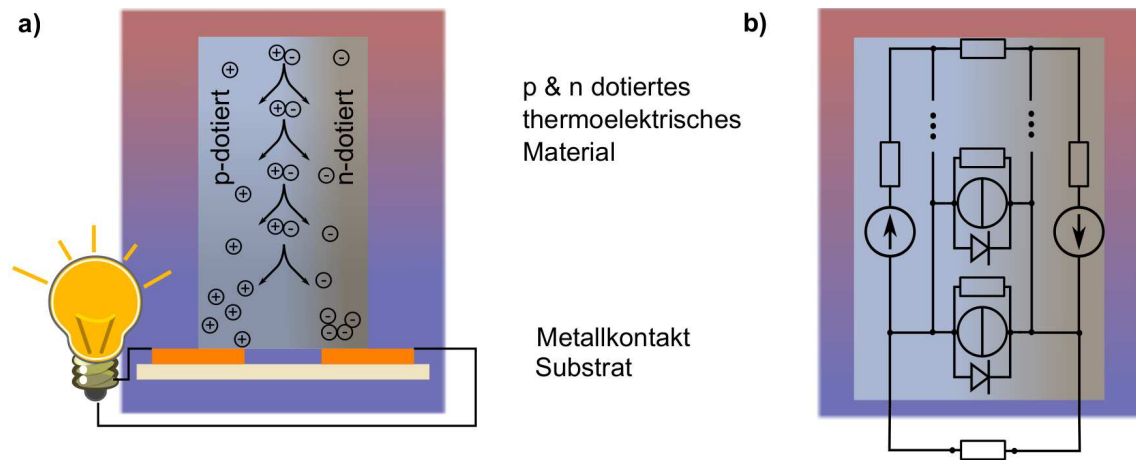 a)
p-dotiert
n-dotiert
p & n dotiertes
thermoelektrisches
Material
Metallkontakt
Substrat
b)